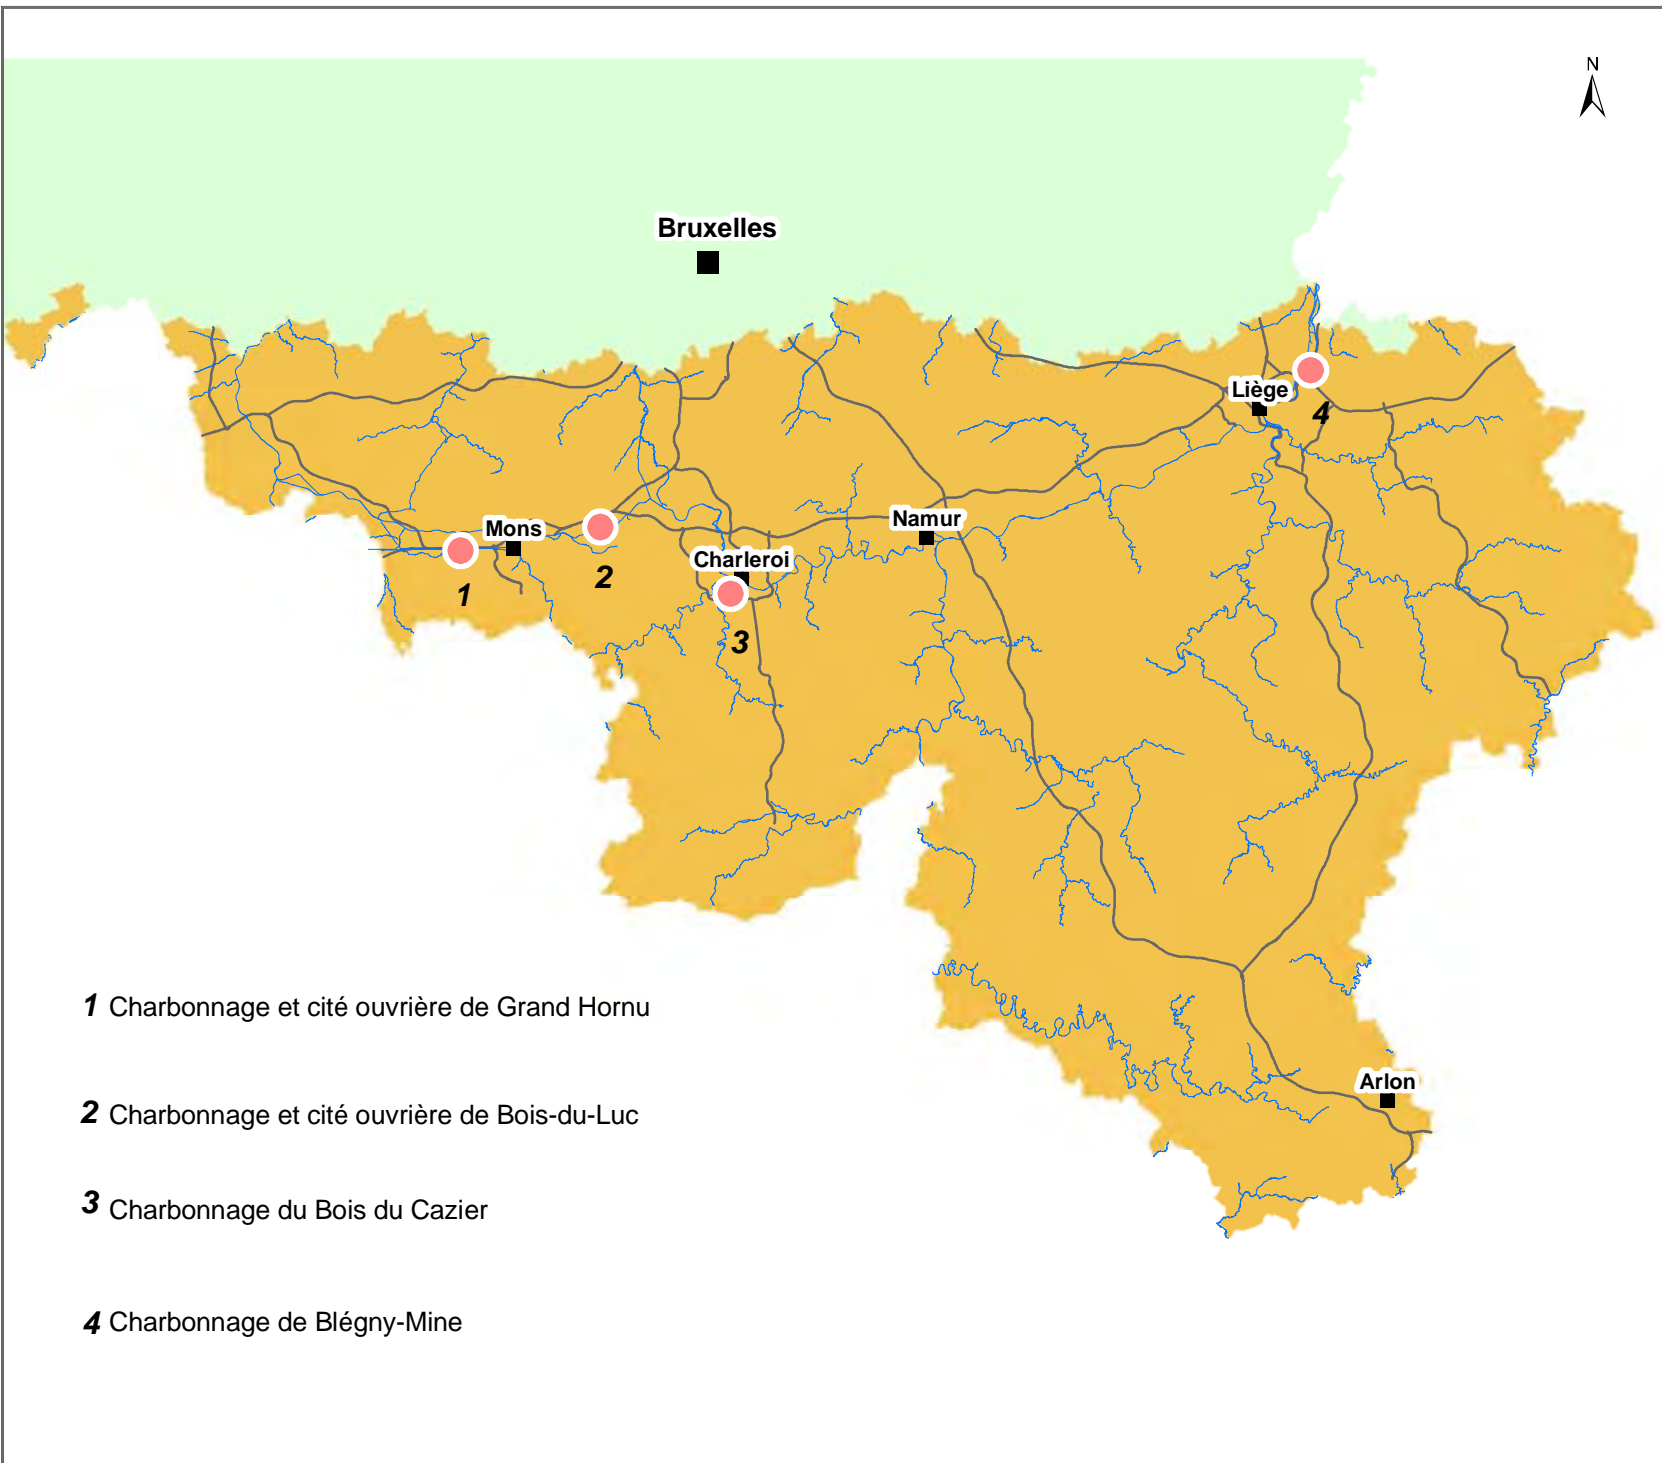 N
Bruxelles
Liège
4
Mons
Namur
Charleroi
1
2
3
1 Charbonnage et cité ouvrière de Grand Hornu
Arlon
2 Charbonnage et cité ouvrière de Bois-du-Luc
3 Charbonnage du Bois du Cazier
4 Charbonnage de Blégny-Mine